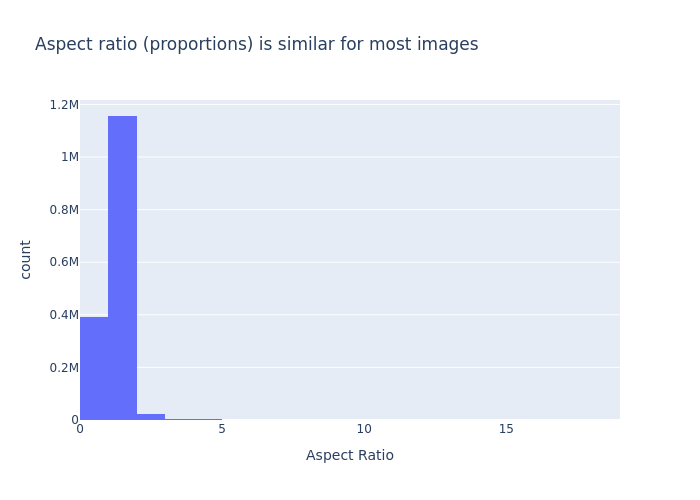 Aspect ratio (proportions) is similar for most images
1.2M
1M
0.8M
0.6M
0.4M
0.2M
0
0 5 10 15
count
Aspect Ratio